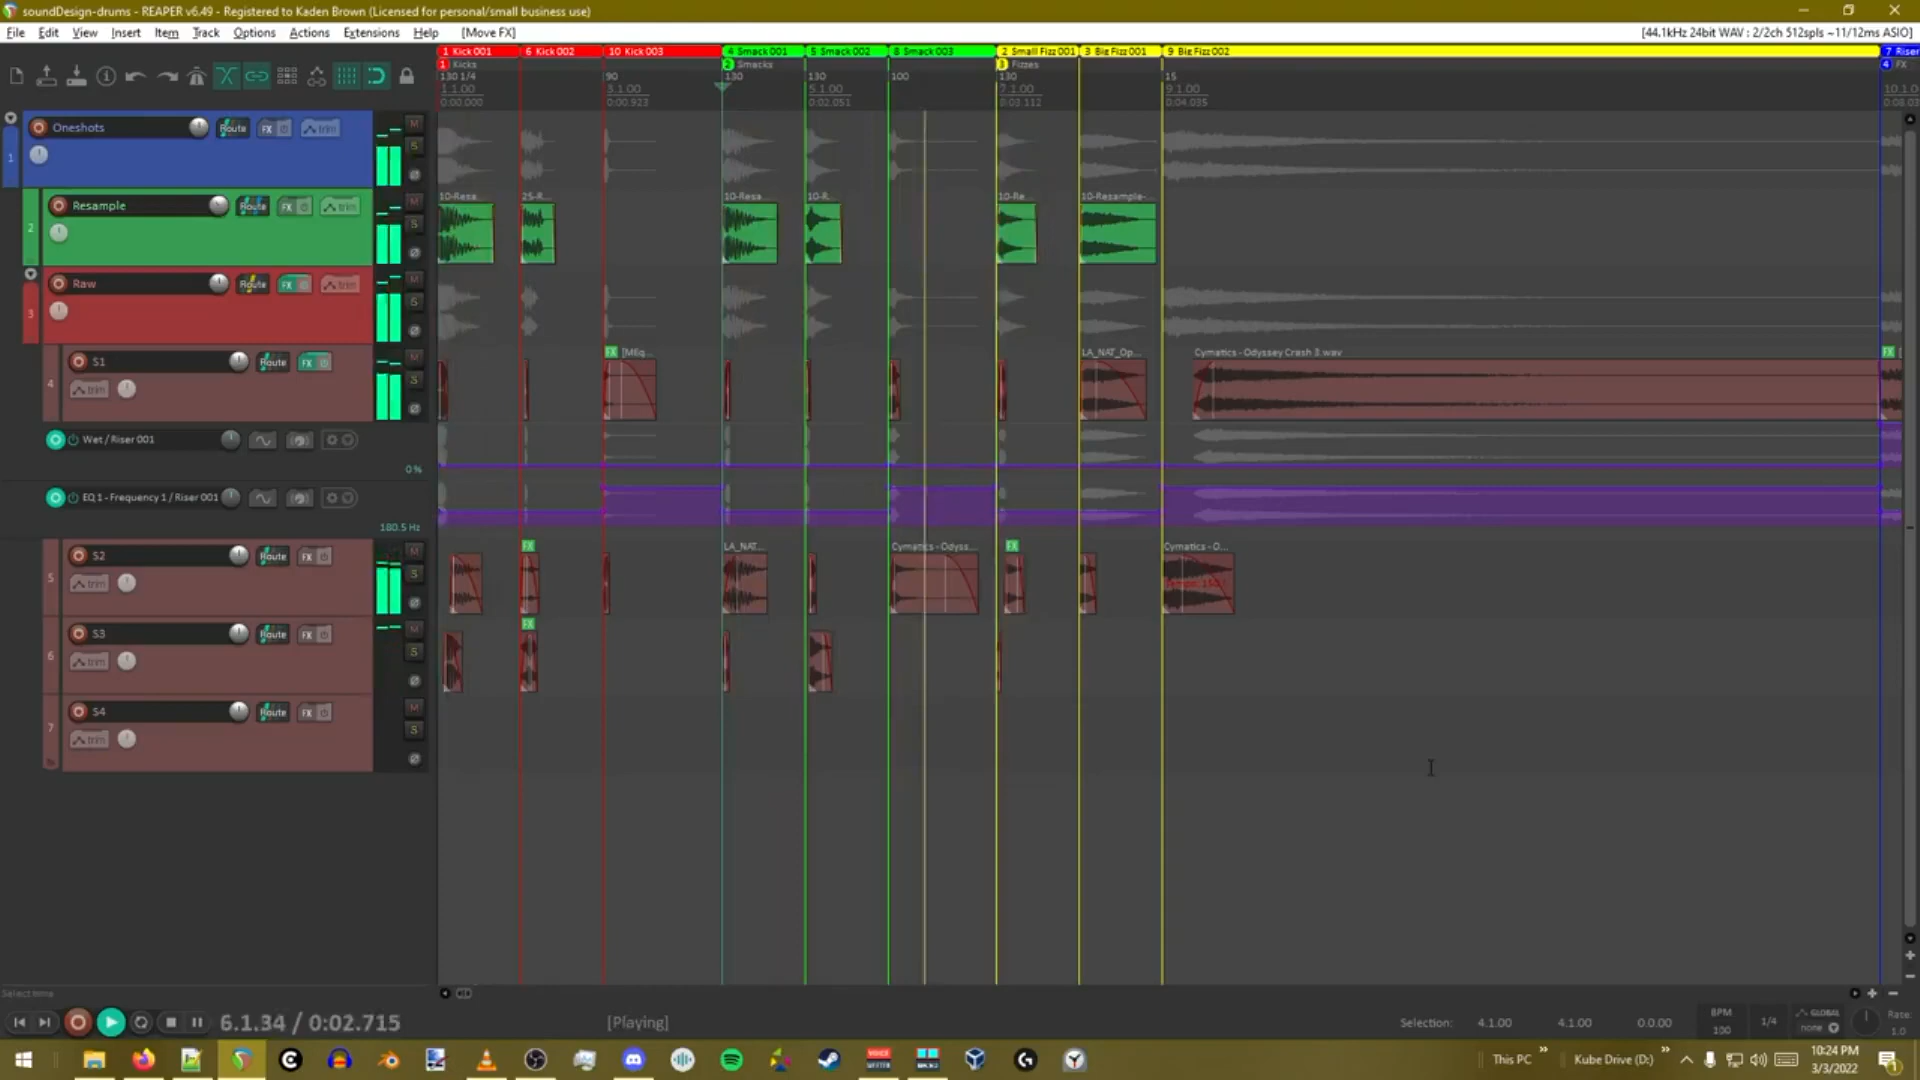 soundDesign-drums - REAPER v6.49 - Registered to Kaden Brown (Licensed for personal/small business use)
File Edit View Insert Item Track Options Actions Extensions Help [Move FX]
[44.1kHz 24bit WAV : 2/2ch 512spls ~11/12ms ASIO]
1 Kick 001 6 Kick 002 10 Kick 003 4 Smack 001 5 Smack 002 8 Smack 003 2 Small Fizz 001 3 Big Fizz 001 9 Big Fizz 002 7 Riser
1 Kicks 2 Smacks 3 Fizzes 4 FX
130 1/4 90 130 130 100 130 15
1.1.00 3.1.00 5.1.00 7.1.00 9.1.00 10.1.0
0:00.000 0:00.923 0:02.051 0:03.112 0:04.035 0:08.03
1 Oneshots Route FX trim M S
10-Resa... 25-R... 10-Resa 10-R... 10-Re 10-Resample-...
2 Resample Route FX trim M S
3 Raw Route FX trim M S
FX [MEq... LA_NAT_Op... Cymatics - Odyssey Crash 3.wav FX
4 S1 Route FX trim M S
Wet / Riser 001
0%
EQ 1 - Frequency 1 / Riser 001
180.5 Hz
FX LA_NAT... Cymatics - Odyss... FX Cymatics - O...
5 S2 Route FX trim M S
FX
6 S3 Route FX trim M S
7 S4 Route FX trim M S
6.1.34 / 0:02.715 [Playing] Selection: 4.1.00 4.1.00 0.0.00
BPM
100
1/4
GLOBAL
none
Rate:
1.0
This PC » Kube Drive (D:) »
10:24 PM
3/3/2022